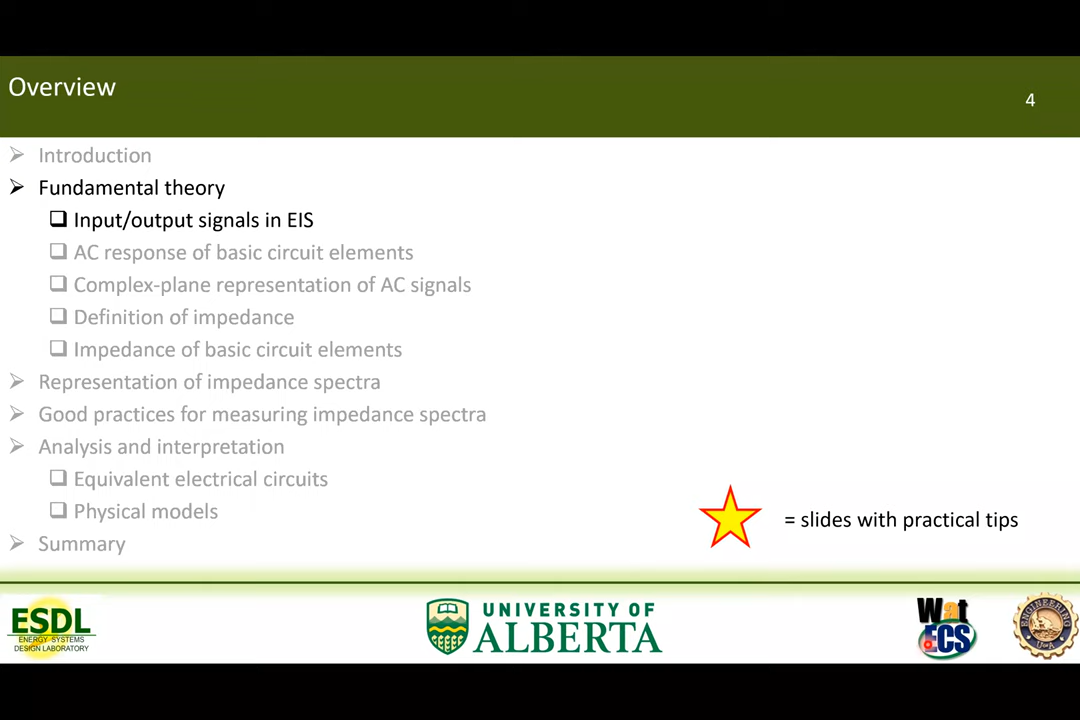 Overview
4
Introduction
Fundamental theory
Input/output signals in EIS
AC response of basic circuit elements
Complex-plane representation of AC signals
Definition of impedance
Impedance of basic circuit elements
Representation of impedance spectra
Good practices for measuring impedance spectra
Analysis and interpretation
Equivalent electrical circuits
Physical models
= slides with practical tips
Summary
ESDL
ENERGY SYSTEMS
DESIGN LABORATORY
UNIVERSITY OF
ALBERTA
Wat
ECS
ENGINEERING
U of A